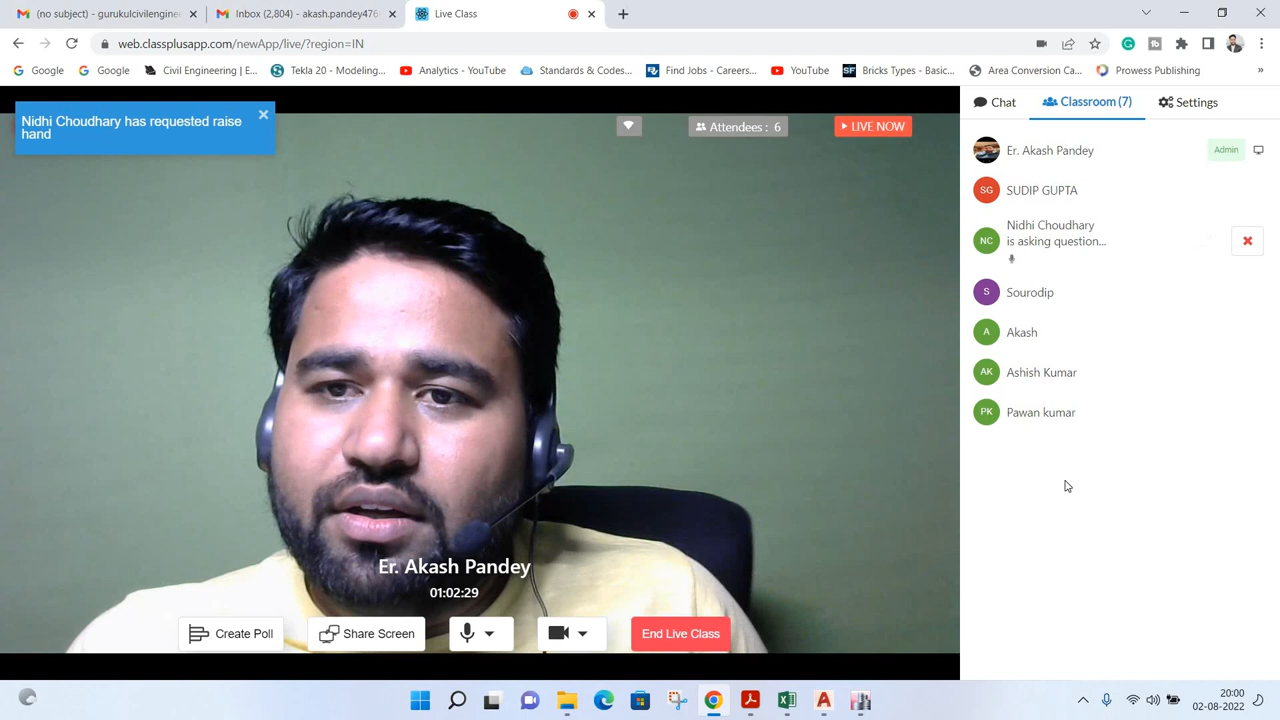 (no subject) - gurukulcivilengine
Inbox (2,804) - akash.pandey476
Live Class
web.classplusapp.com/newApp/live/?region=IN
Google
Google
Civil Engineering | E...
Tekla 20 - Modeling...
Analytics - YouTube
Standards & Codes...
Find Jobs - Careers...
YouTube
SF
Bricks Types - Basic...
Area Conversion Ca...
Prowess Publishing
»
Nidhi Choudhary has requested raise
hand
Attendees : 6
LIVE NOW
Er. Akash Pandey
01:02:29
Create Poll
Share Screen
End Live Class
Chat
Classroom (7)
Settings
Er. Akash Pandey
Admin
SG
SUDIP GUPTA
NC
Nidhi Choudhary
is asking question...
S
Sourodip
A
Akash
AK
Ashish Kumar
PK
Pawan kumar
20:00
02-08-2022